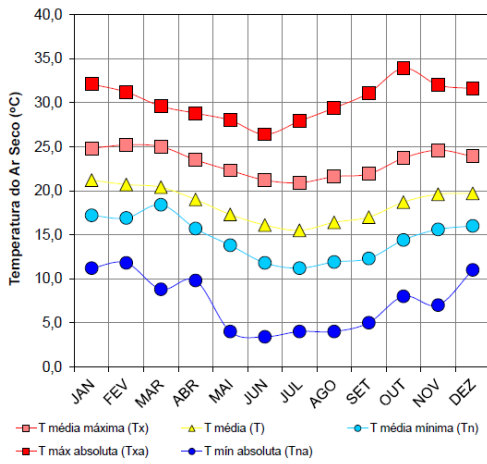 Temperatura do Ar Seco (ºC)
40,0
35,0
30,0
25,0
20,0
15,0
10,0
5,0
0,0
JAN FEV MAR ABR MAI JUN JUL AGO SET OUT NOV DEZ
T média máxima (Tx) T média (T) T média mínima (Tn)
T máx absoluta (Txa) T mín absoluta (Tna)